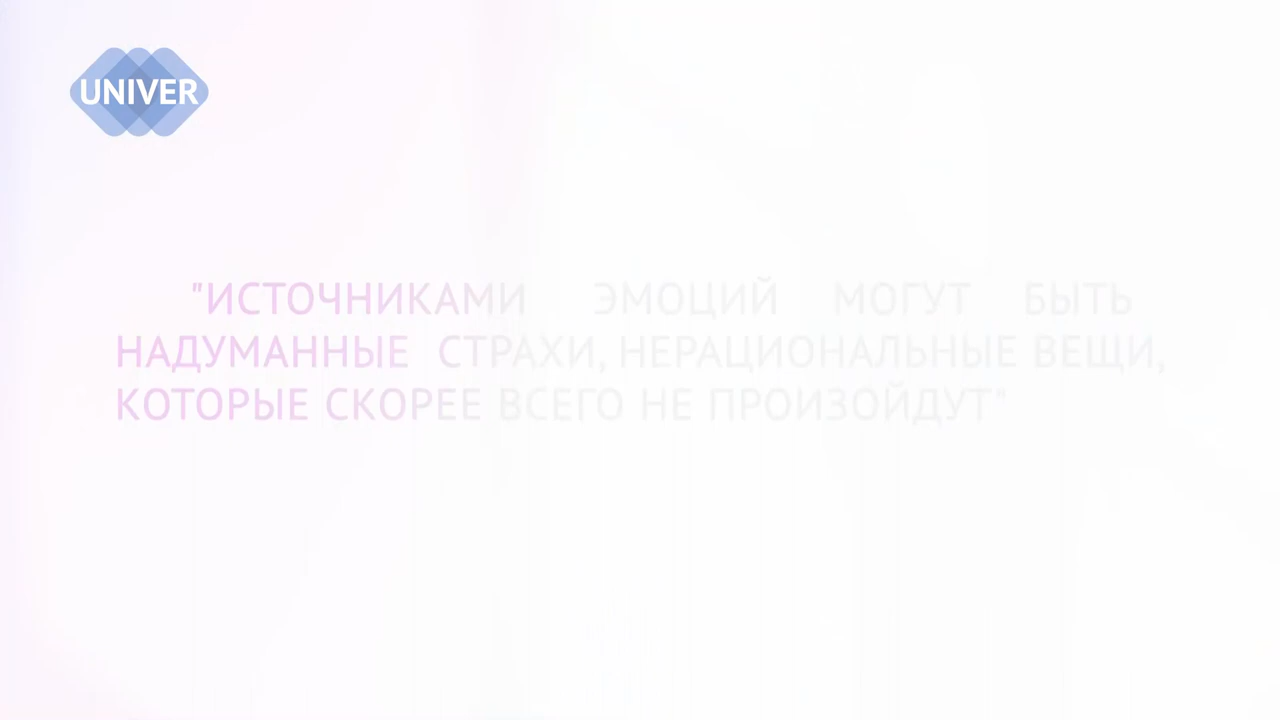 UNIVER
"ИСТОЧНИКАМИ ЭМОЦИЙ МОГУТ БЫТЬ
НАДУМАННЫЕ СТРАХИ, НЕРАЦИОНАЛЬНЫЕ ВЕЩИ,
КОТОРЫЕ СКОРЕЕ ВСЕГО НЕ ПРОИЗОЙДУТ"